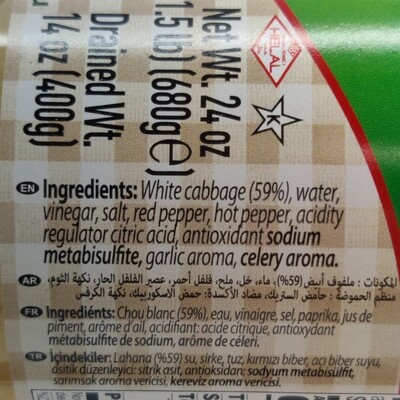 Net Wt. 24 oz
(1.5 lb) (680g ℮)
Drained Wt.
14 oz (400g)
HELAL
K
EN Ingredients: White cabbage (59%), water,
vinegar, salt, red pepper, hot pepper, acidity
regulator citric acid, antioxidant sodium
metabisulfite, garlic aroma, celery aroma.
AR المكونات: ملفوف أبيض (59%)، ماء، خل، ملح، فلفل أحمر، عصير الفلفل الحار، نكهة الثوم،
منظم الحموضة: حامض الستريك، مضاد الأكسدة: حمض الاسكوربيك، نكهة الكرفس
FR Ingrediénts: Chou blanc (59%), eau, vinaigre, sel, paprika, jus de
piment, arôme d'ail, acidifiant: acide citrique, antioxydant
métabisulfite de sodium, arôme de céleri.
TR İçindekiler: Lahana (%59) su, sirke, tuz, kırmızı biber, acı biber suyu,
asitlik düzenleyici: sitrik asit, antioksidan: sodyum metabisülfit,
sarımsak aroma vericisi, kereviz aroma vericisi.